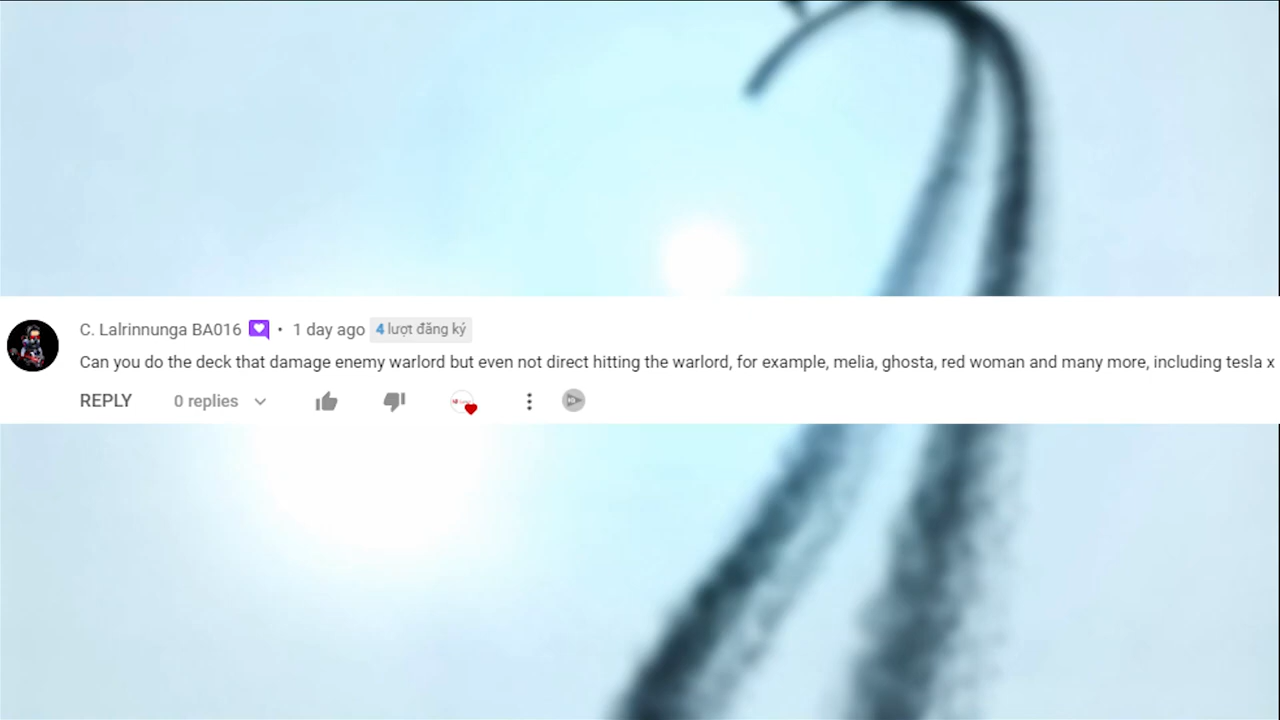 C. Lalrinnunga BA016 • 1 day ago 4 lượt đăng ký
Can you do the deck that damage enemy warlord but even not direct hitting the warlord, for example, melia, ghosta, red woman and many more, including tesla x
REPLY 0 replies